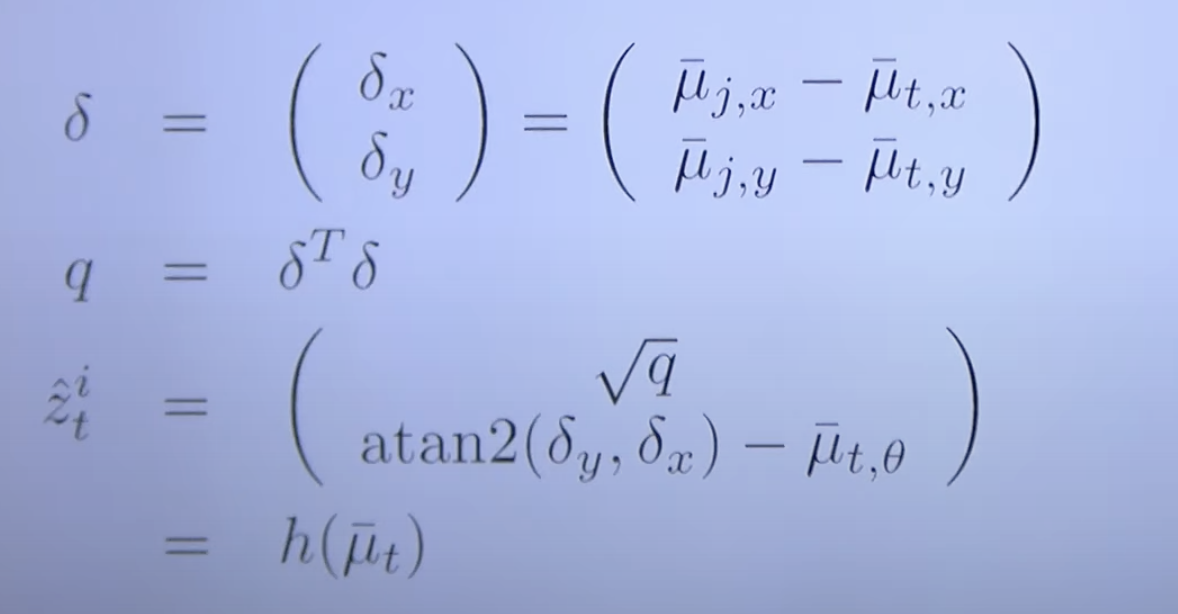 δ = ( δ_x δ_y ) = ( μ̄_{j,x} − μ̄_{t,x} μ̄_{j,y} − μ̄_{t,y} )
q = δ^T δ
ẑ_t^i = ( √q atan2(δ_y, δ_x) − μ̄_{t,θ} )
= h(μ̄_t)